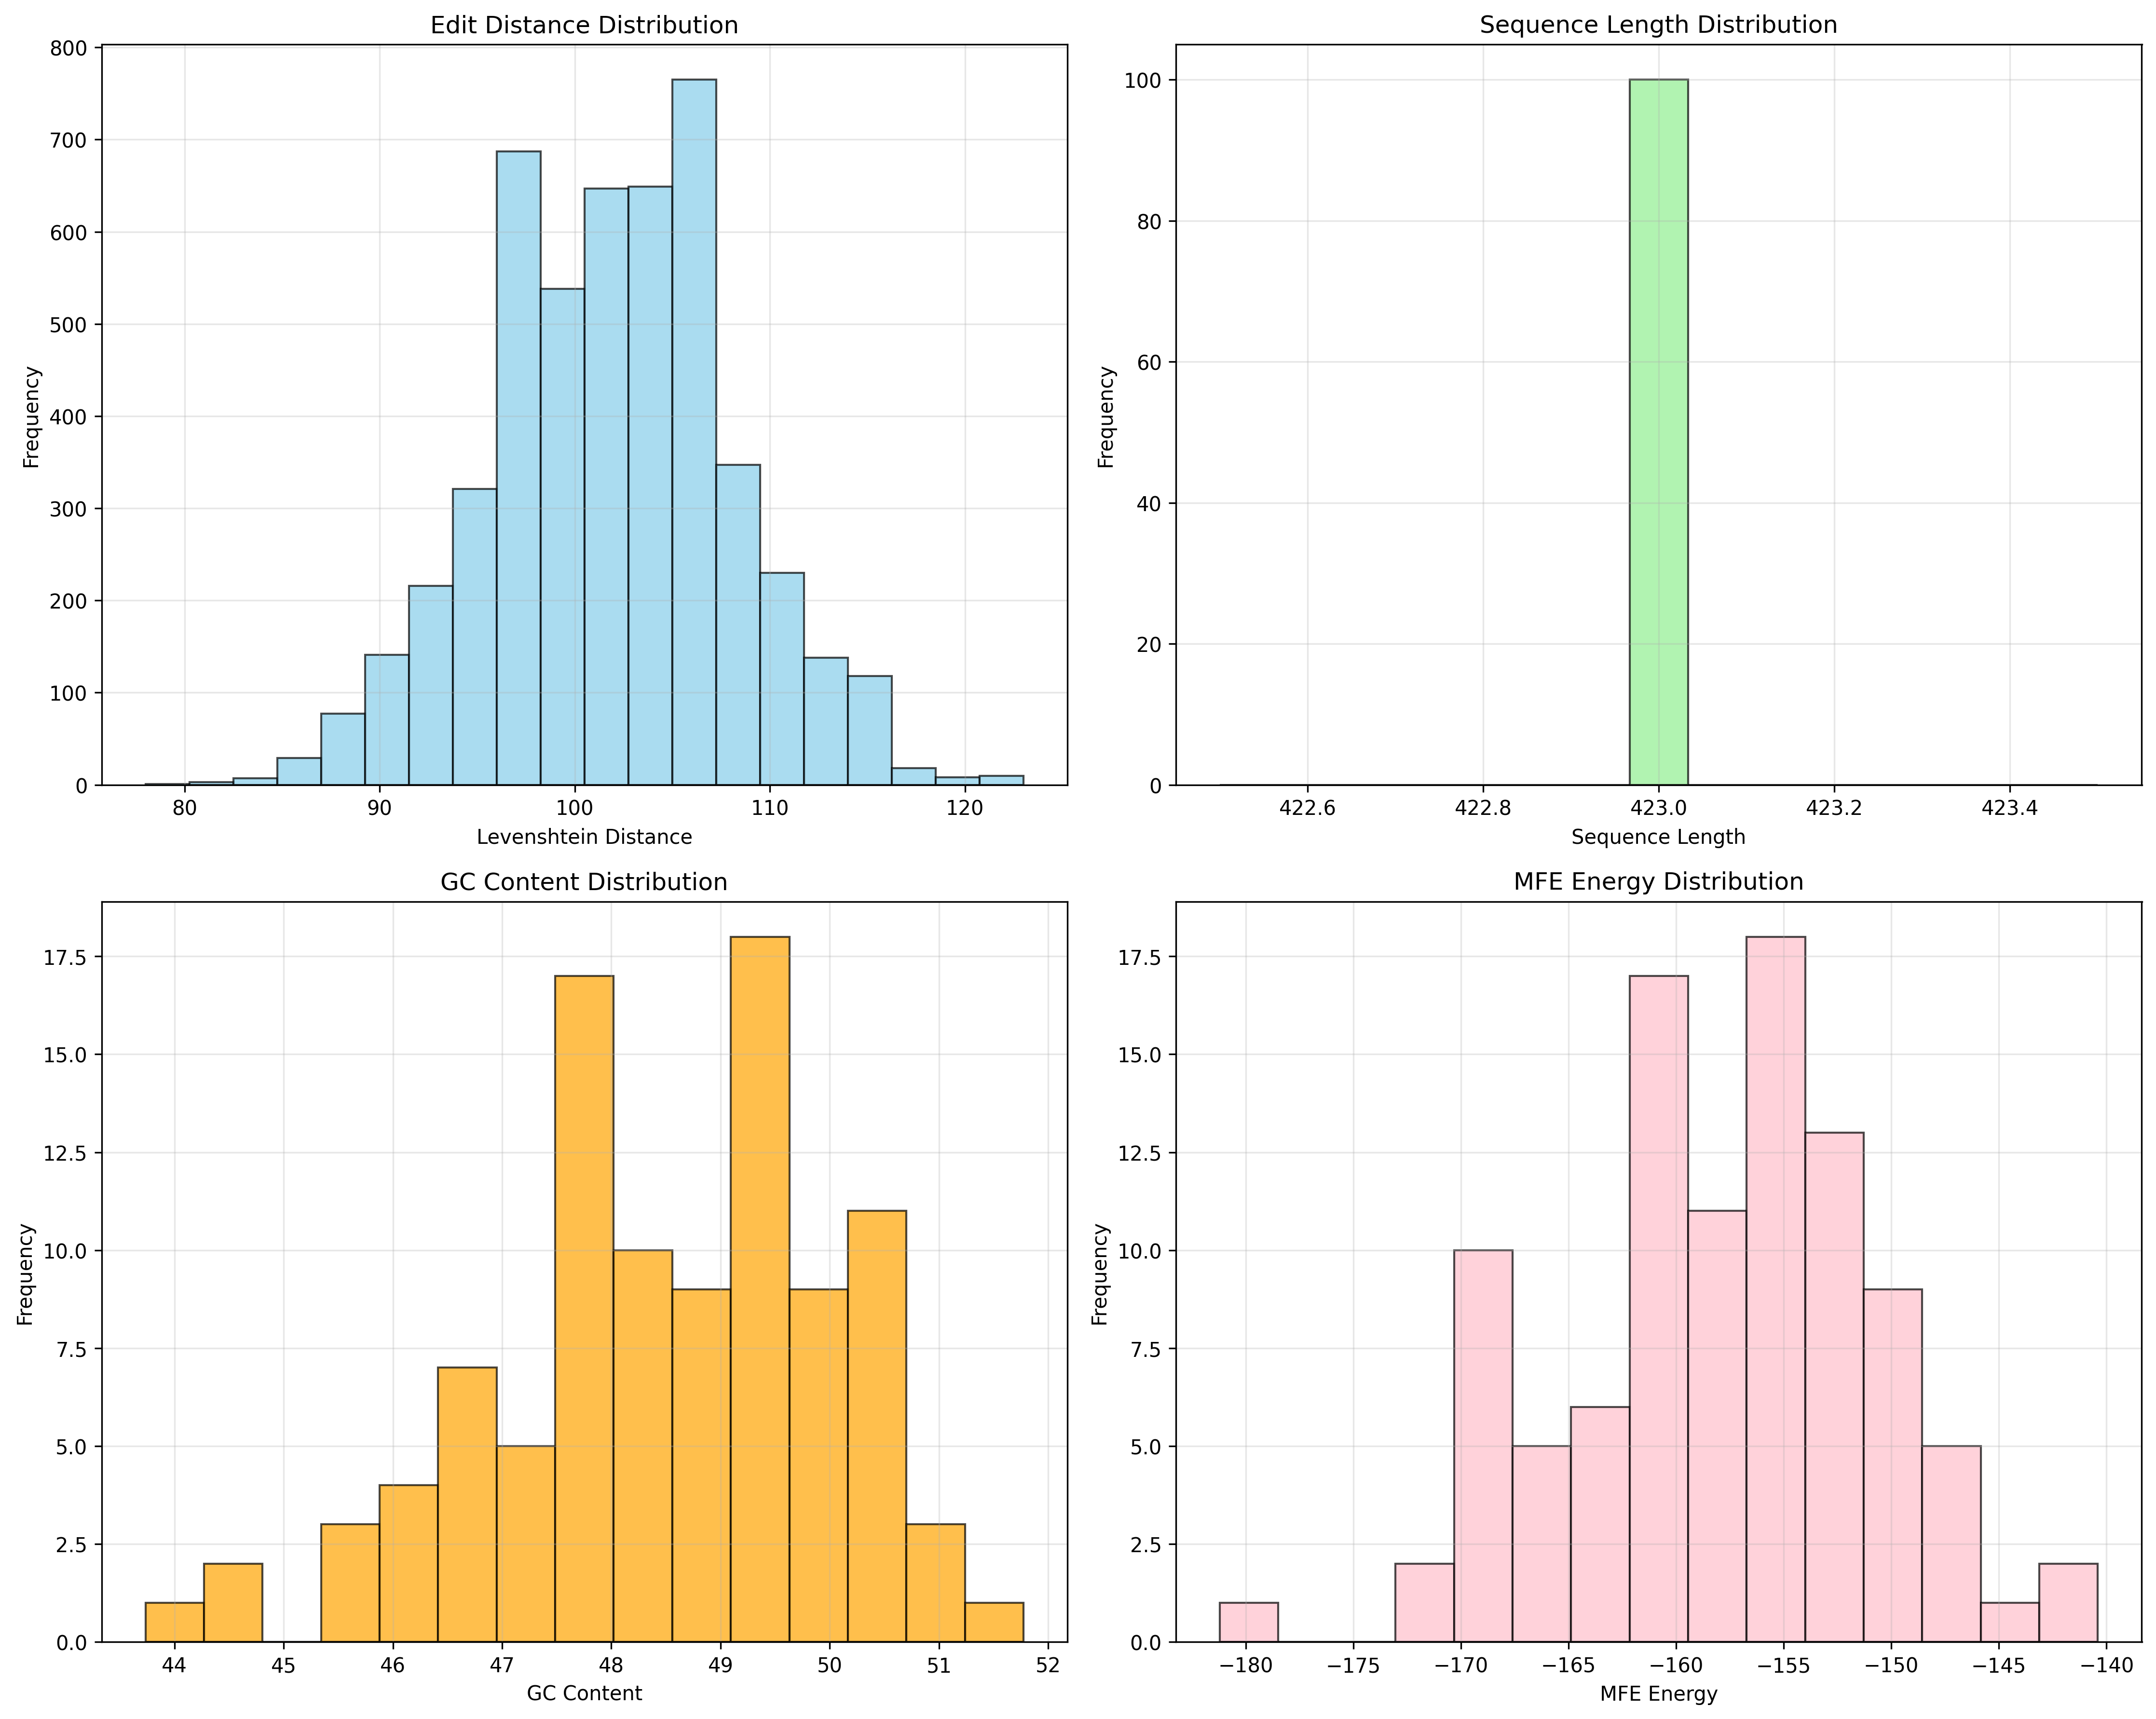 Edit Distance Distribution
800
700
600
500
400
300
200
100
0
Frequency
80 90 100 110 120
Levenshtein Distance
Sequence Length Distribution
100
80
60
40
20
0
Frequency
422.6 422.8 423.0 423.2 423.4
Sequence Length
GC Content Distribution
17.5
15.0
12.5
10.0
7.5
5.0
2.5
0.0
Frequency
44 45 46 47 48 49 50 51 52
GC Content
MFE Energy Distribution
17.5
15.0
12.5
10.0
7.5
5.0
2.5
0.0
Frequency
−180 −175 −170 −165 −160 −155 −150 −145 −140
MFE Energy